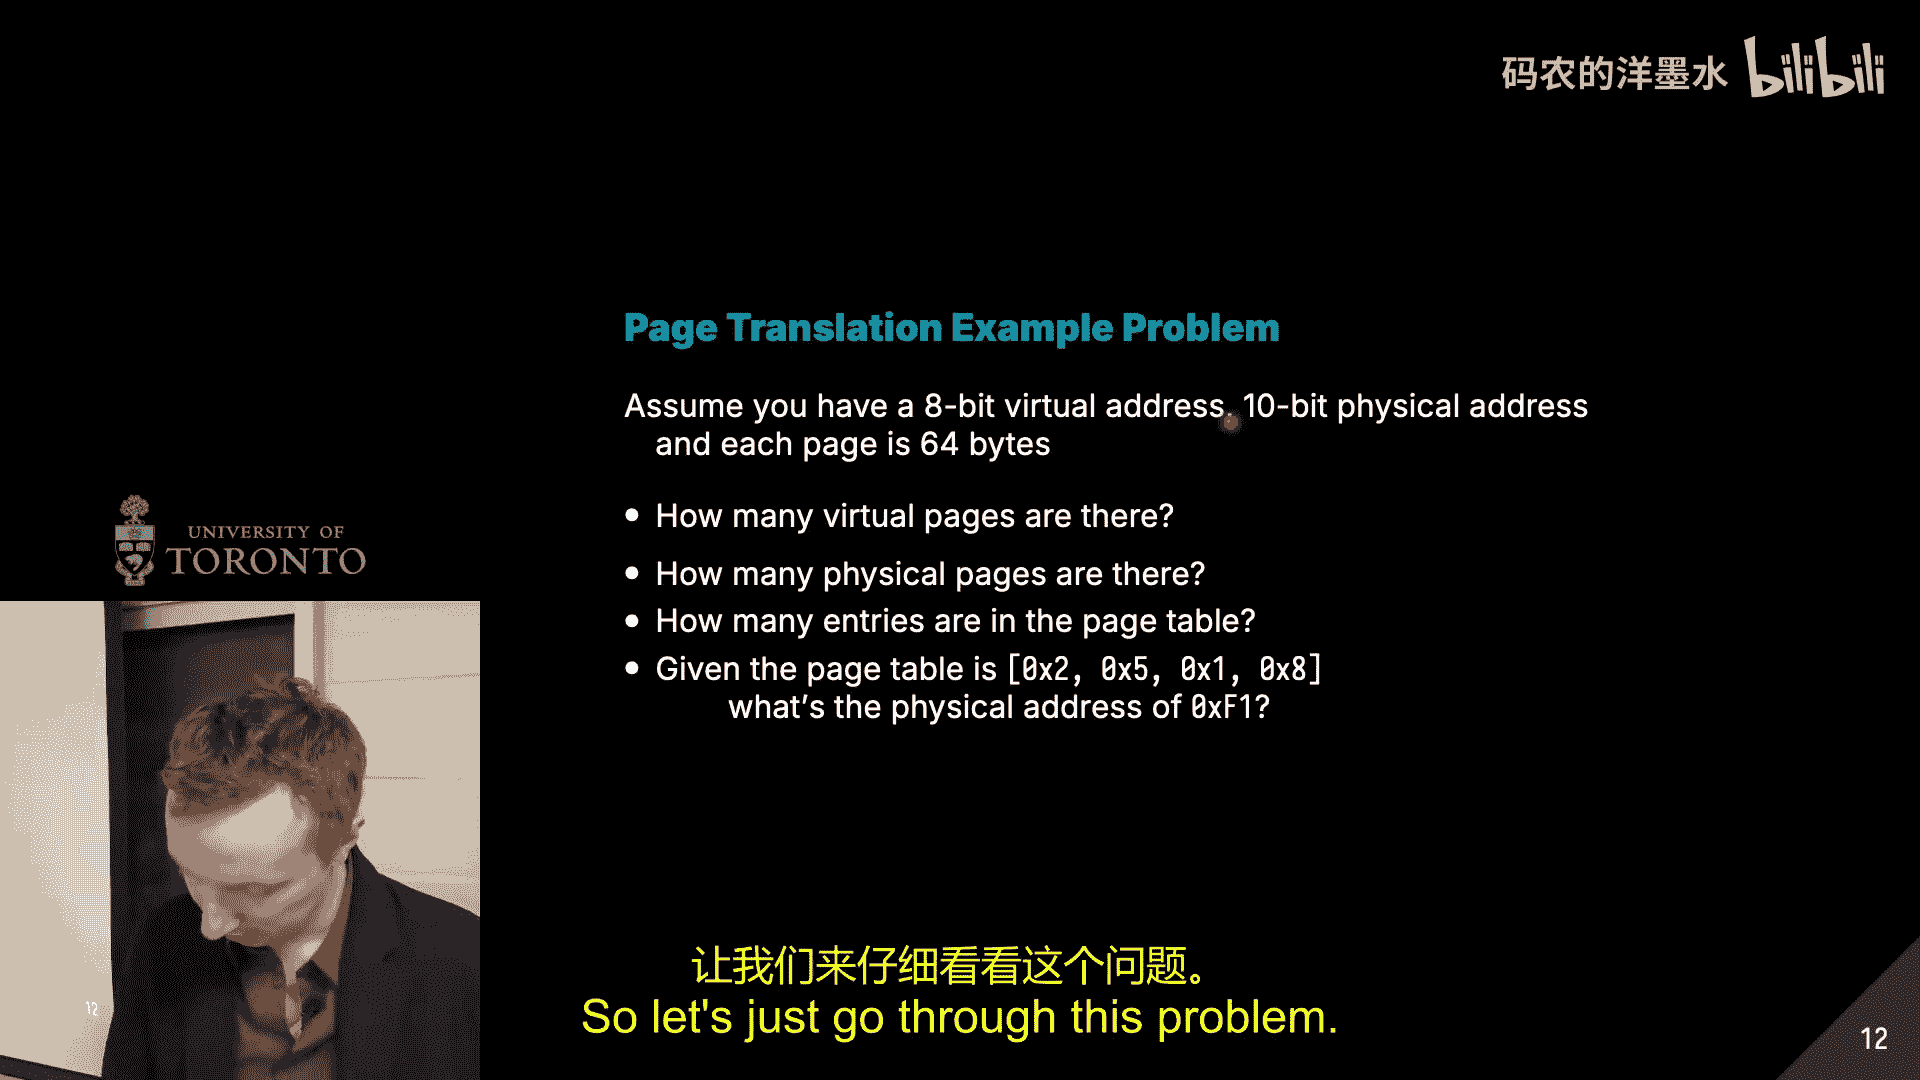 码农的洋墨水 bilibili
Page Translation Example Problem
Assume you have a 8-bit virtual address, 10-bit physical address
and each page is 64 bytes
• How many virtual pages are there?
• How many physical pages are there?
• How many entries are in the page table?
• Given the page table is [0x2, 0x5, 0x1, 0x8]
what's the physical address of 0xF1?
UNIVERSITY OF
TORONTO
12
让我们来仔细看看这个问题。
So let's just go through this problem.
12